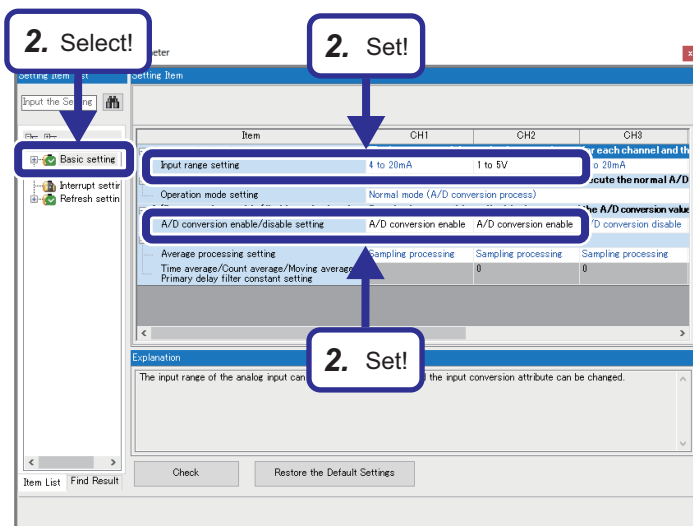 2. Select!
2. Set!
eter
x
Setting Item List
Setting Item
Input the Setting
Item CH1 CH2 CH3
for each channel and th
Basic setting
Input range setting 4 to 20mA 1 to 5V o 20mA
ecute the normal A/D
Interrupt settin
Operation mode setting Normal mode (A/D conversion process)
Refresh settin
the A/D conversion value
A/D conversion enable/disable setting A/D conversion enable A/D conversion enable /D conversion disable
Average processing setting Sampling processing Sampling processing Sampling processing
Time average/Count average/Moving average 0 0
Primary delay filter constant setting
2. Set!
Explanation
The input range of the analog input can the input conversion attribute can be changed.
Check Restore the Default Settings
Item List Find Result